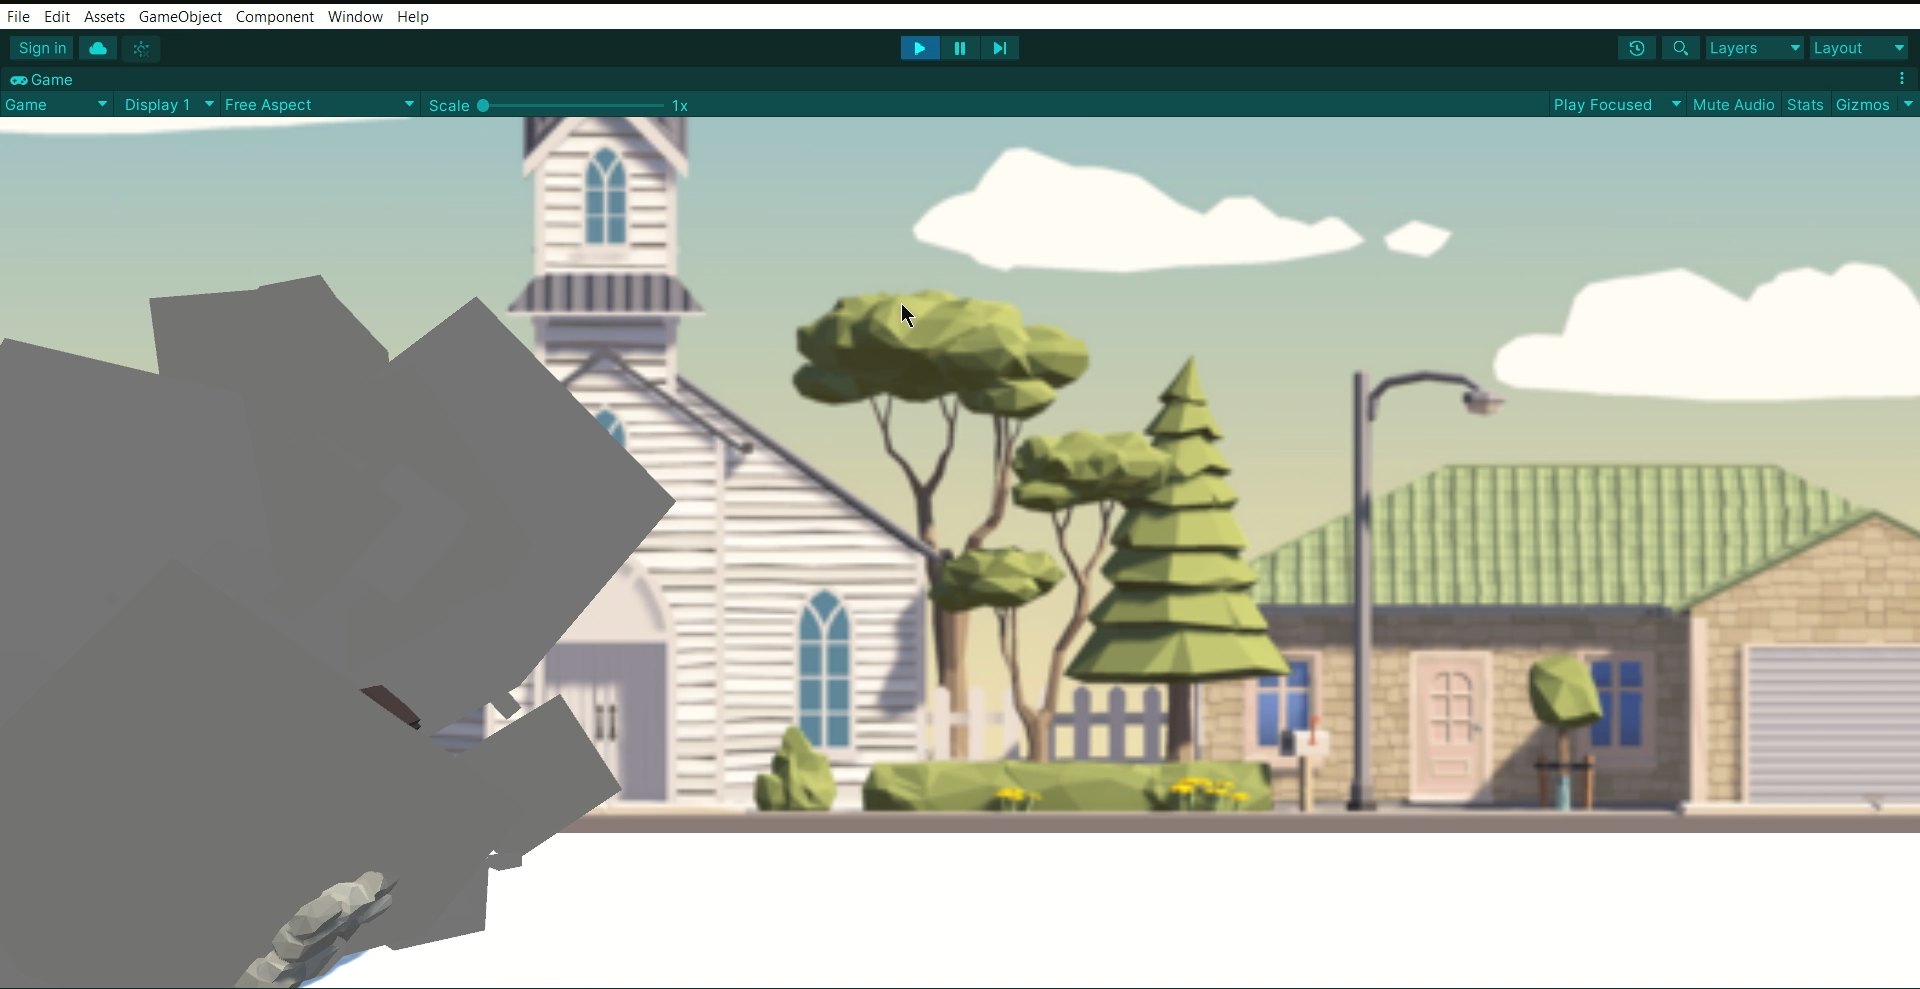 File Edit Assets GameObject Component Window Help
Sign in Layers Layout
Game
Game Display 1 Free Aspect Scale 1x Play Focused Mute Audio Stats Gizmos